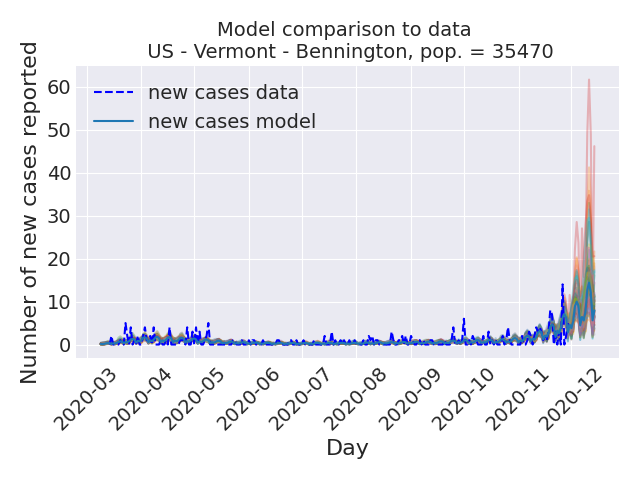 Model comparison to data
US - Vermont - Bennington, pop. = 35470
Number of new cases reported
60
50
40
30
20
10
0
new cases data
new cases model
2020-03
2020-04
2020-05
2020-06
2020-07
2020-08
2020-09
2020-10
2020-11
2020-12
Day